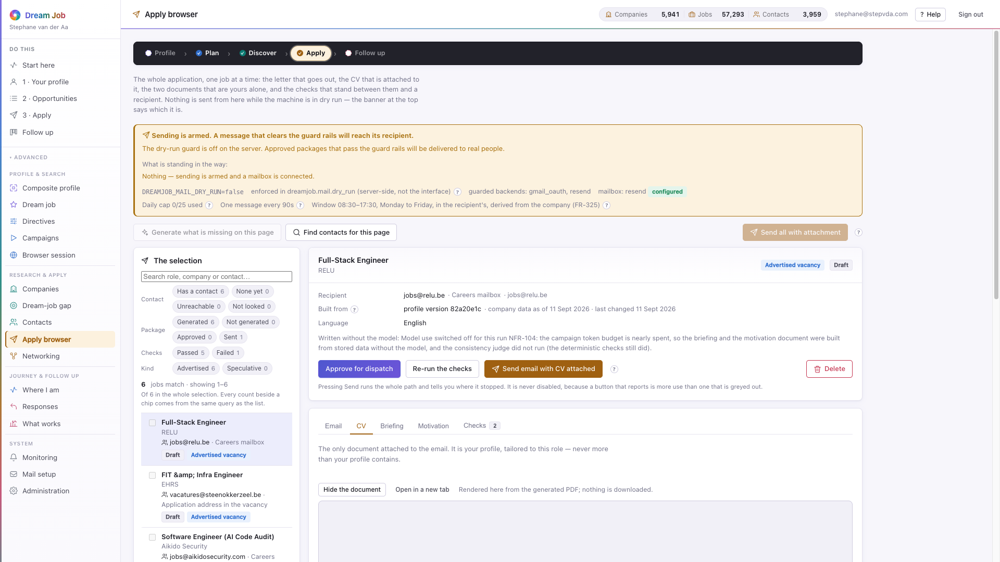 Dream Job
Stephane van der Aa
DO THIS
Start here
1 · Your profile
2 · Opportunities
3 · Apply
Follow up
ADVANCED
PROFILE & SEARCH
Composite profile
Dream job
Directives
Campaigns
Browser session
RESEARCH & APPLY
Companies
Dream-job gap
Contacts
Apply browser
Networking
JOURNEY & FOLLOW UP
Where I am
Responses
What works
SYSTEM
Monitoring
Mail setup
Administration
Apply browser
Companies 5,941 Jobs 57,293 Contacts 3,959
stephane@stepvda.com
? Help
Sign out
Profile › Plan › Discover › Apply › Follow up
The whole application, one job at a time: the letter that goes out, the CV that is attached to
it, the two documents that are yours alone, and the checks that stand between them and a
recipient. Nothing is sent from here while the machine is in dry run — the banner at the top
says which it is.
Sending is armed. A message that clears the guard rails will reach its recipient.
The dry-run guard is off on the server. Approved packages that pass the guard rails will be delivered to real people.
What is standing in the way:
Nothing — sending is armed and a mailbox is connected.
DREAMJOB_MAIL_DRY_RUN=false enforced in dreamjob.mail.dry_run (server-side, not the interface) ? guarded backends: gmail_oauth, resend mailbox: resend configured
Daily cap 0/25 used ? One message every 90s ? Window 08:30–17:30, Monday to Friday, in the recipient's, derived from the company (FR-325) ?
Generate what is missing on this page
Find contacts for this page
Send all with attachment ?
The selection
Search role, company or contact…
Contact
Has a contact 6 None yet 0
Unreachable 0 Not looked 0
Package
Generated 6 Not generated 0
Approved 0 Sent 1
Checks Passed 5 Failed 1
Kind Advertised 6 Speculative 0
6 jobs match · showing 1–6
Of 6 in the whole selection. Every count beside a
chip comes from the same query as the list.
Full-Stack Engineer
RELU
jobs@relu.be · Careers mailbox
Draft Advertised vacancy
FIT &amp; Infra Engineer
EHRS
vacatures@steenokkerzeel.be ·
Application address in the vacancy
Draft Advertised vacancy
Software Engineer (AI Code Audit)
Aikido Security
jobs@aikidosecurity.com · Careers
Full-Stack Engineer
RELU
Advertised vacancy Draft
Recipient jobs@relu.be · Careers mailbox · jobs@relu.be
Built from ? profile version 82a20e1c · company data as of 11 Sept 2026 · last changed 11 Sept 2026
Language English
Written without the model: Model use switched off for this run NFR-104: the campaign token budget is nearly spent, so the briefing and the motivation document were built
from stored data without the model, and the consistency judge did not run (the deterministic checks still did).
Approve for dispatch
Re-run the checks
Send email with CV attached ?
Delete
Pressing Send runs the whole path and tells you where it stopped. It is never disabled, because a button that reports is more use than one that is greyed out.
Email CV Briefing Motivation Checks 2
The only document attached to the email. It is your profile, tailored to this role — never more
than your profile contains.
Hide the document Open in a new tab Rendered here from the generated PDF; nothing is downloaded.